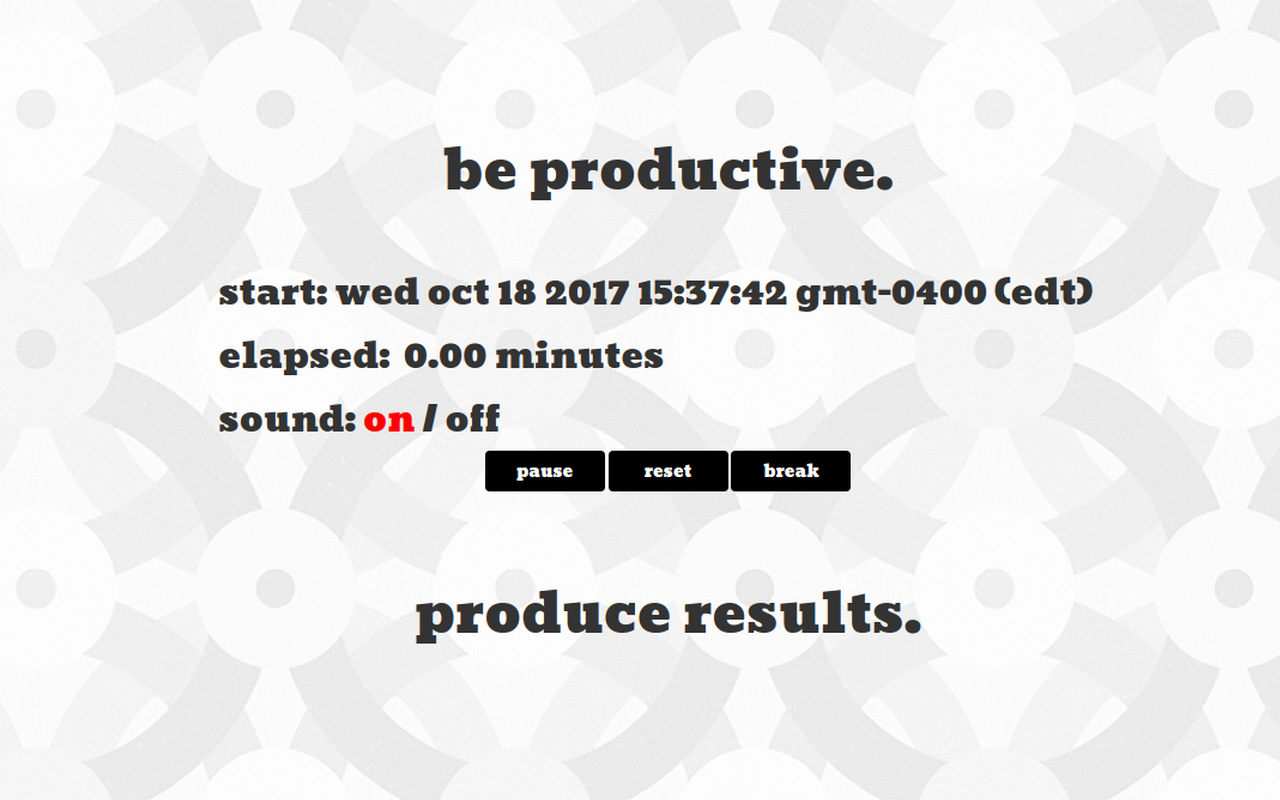 be productive.
start: wed oct 18 2017 15:37:42 gmt-0400 (edt)
elapsed: 0.00 minutes
sound: on / off
pause reset break
produce results.